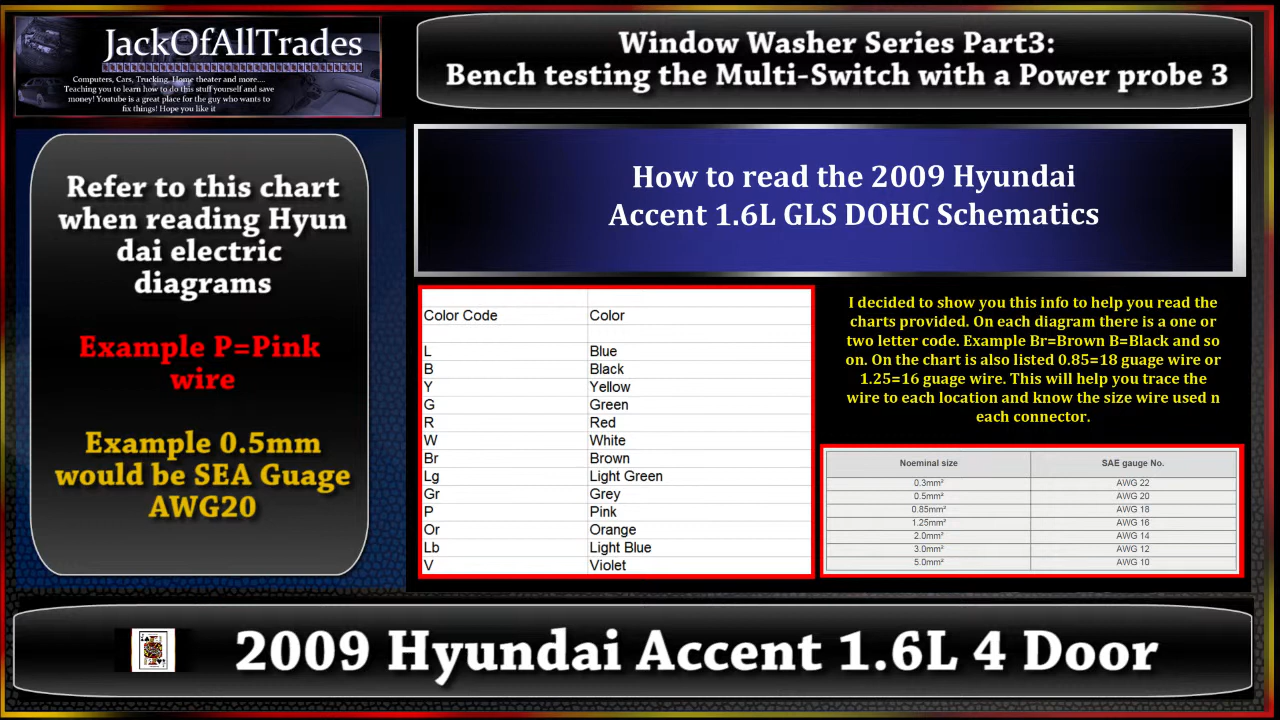 JackOfAllTrades
Computers, Cars, Trucking, Home theater and more....
Teaching you to learn how to do this stuff yourself and save
money! Youtube is a great place for the guy who wants to
fix things! Hope you like it
Window Washer Series Part3:
Bench testing the Multi-Switch with a Power probe 3
Refer to this chart
when reading Hyun
dai electric
diagrams
Example P=Pink
wire
Example 0.5mm
would be SEA Guage
AWG20
How to read the 2009 Hyundai
Accent 1.6L GLS DOHC Schematics
Color Code Color
L Blue
B Black
Y Yellow
G Green
R Red
W White
Br Brown
Lg Light Green
Gr Grey
P Pink
Or Orange
Lb Light Blue
V Violet
I decided to show you this info to help you read the
charts provided. On each diagram there is a one or
two letter code. Example Br=Brown B=Black and so
on. On the chart is also listed 0.85=18 guage wire or
1.25=16 guage wire. This will help you trace the
wire to each location and know the size wire used n
each connector.
Noeminal size SAE gauge No.
0.3mm² AWG 22
0.5mm² AWG 20
0.85mm² AWG 18
1.25mm² AWG 16
2.0mm² AWG 14
3.0mm² AWG 12
5.0mm² AWG 10
2009 Hyundai Accent 1.6L 4 Door